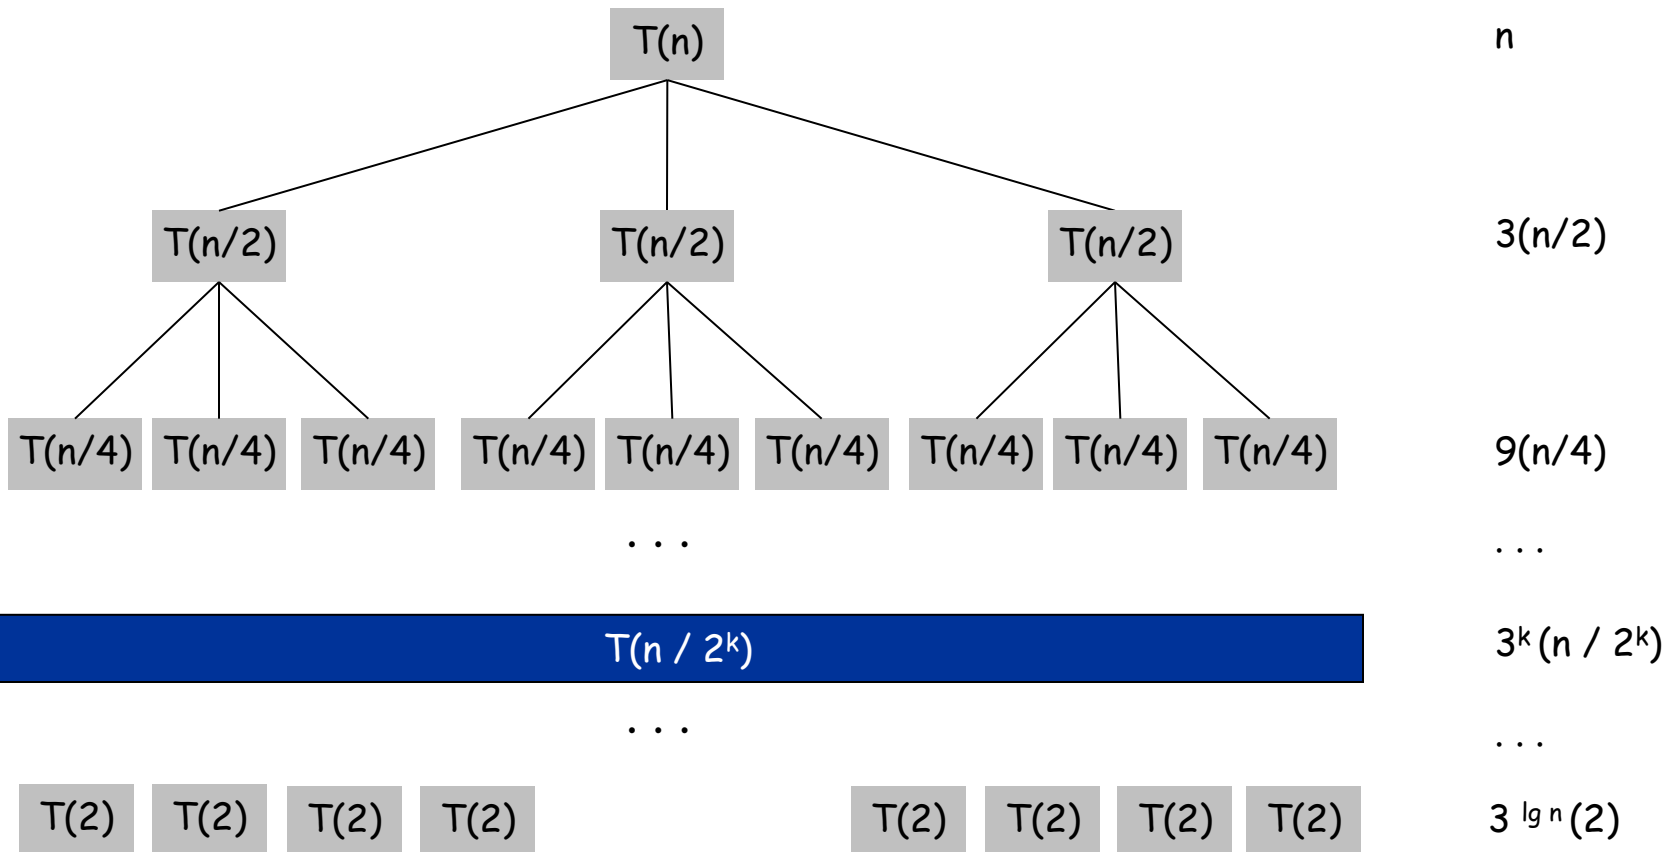 T(n) n
T(n/2) T(n/2) T(n/2) 3(n/2)
T(n/4) T(n/4) T(n/4) T(n/4) T(n/4) T(n/4) T(n/4) T(n/4) T(n/4) 9(n/4)
. . . . . .
T(n / 2ᵏ) 3ᵏ (n / 2ᵏ)
. . . . . .
T(2) T(2) T(2) T(2) T(2) T(2) T(2) T(2) 3 ˡᵍ ⁿ (2)